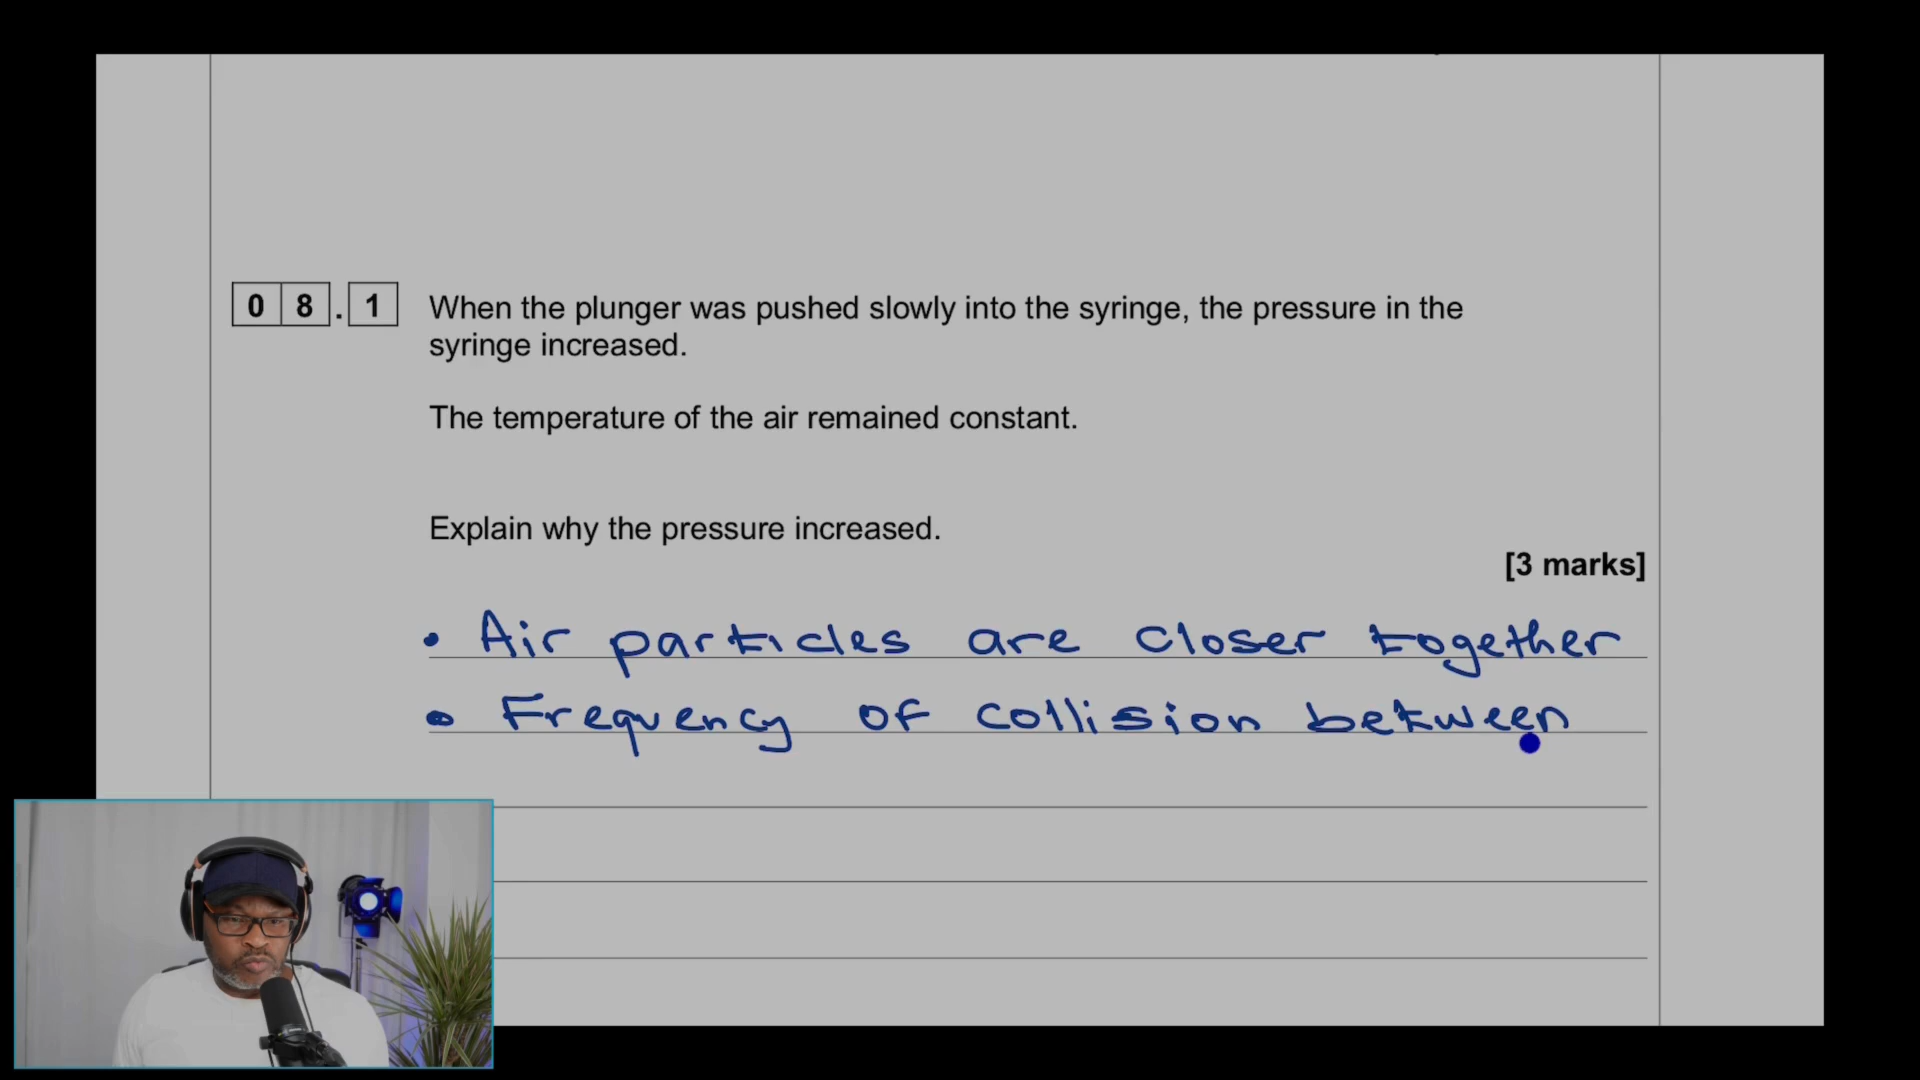 08.1 When the plunger was pushed slowly into the syringe, the pressure in the
syringe increased.
The temperature of the air remained constant.
Explain why the pressure increased.
[3 marks]
• Air particles are closer together
• Frequency of collision between